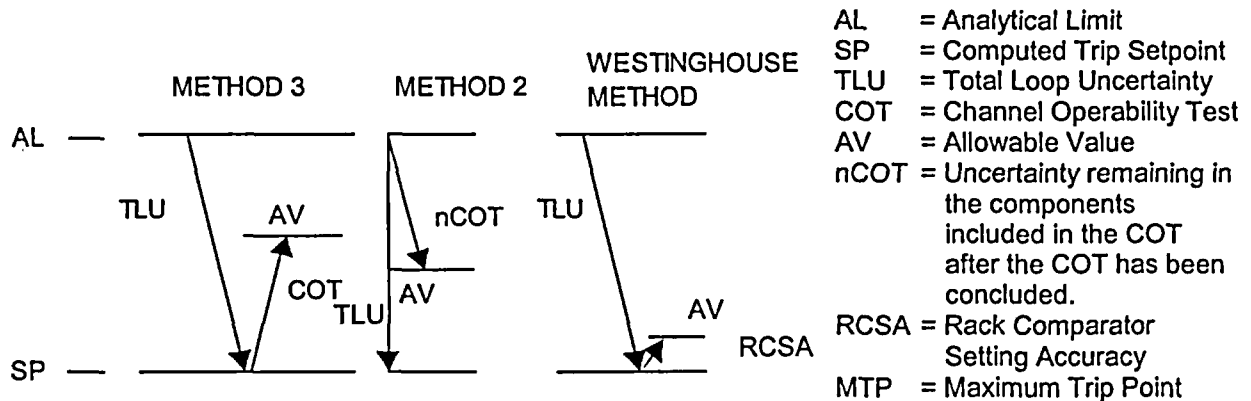 METHOD 3
METHOD 2
WESTINGHOUSE
METHOD
AL
TLU
AV
COT
nCOT
AV
TLU
TLU
AV
RCSA
SP
AL = Analytical Limit
SP = Computed Trip Setpoint
TLU = Total Loop Uncertainty
COT = Channel Operability Test
AV = Allowable Value
nCOT = Uncertainty remaining in
the components
included in the COT
after the COT has been
concluded.
RCSA = Rack Comparator
Setting Accuracy
MTP = Maximum Trip Point